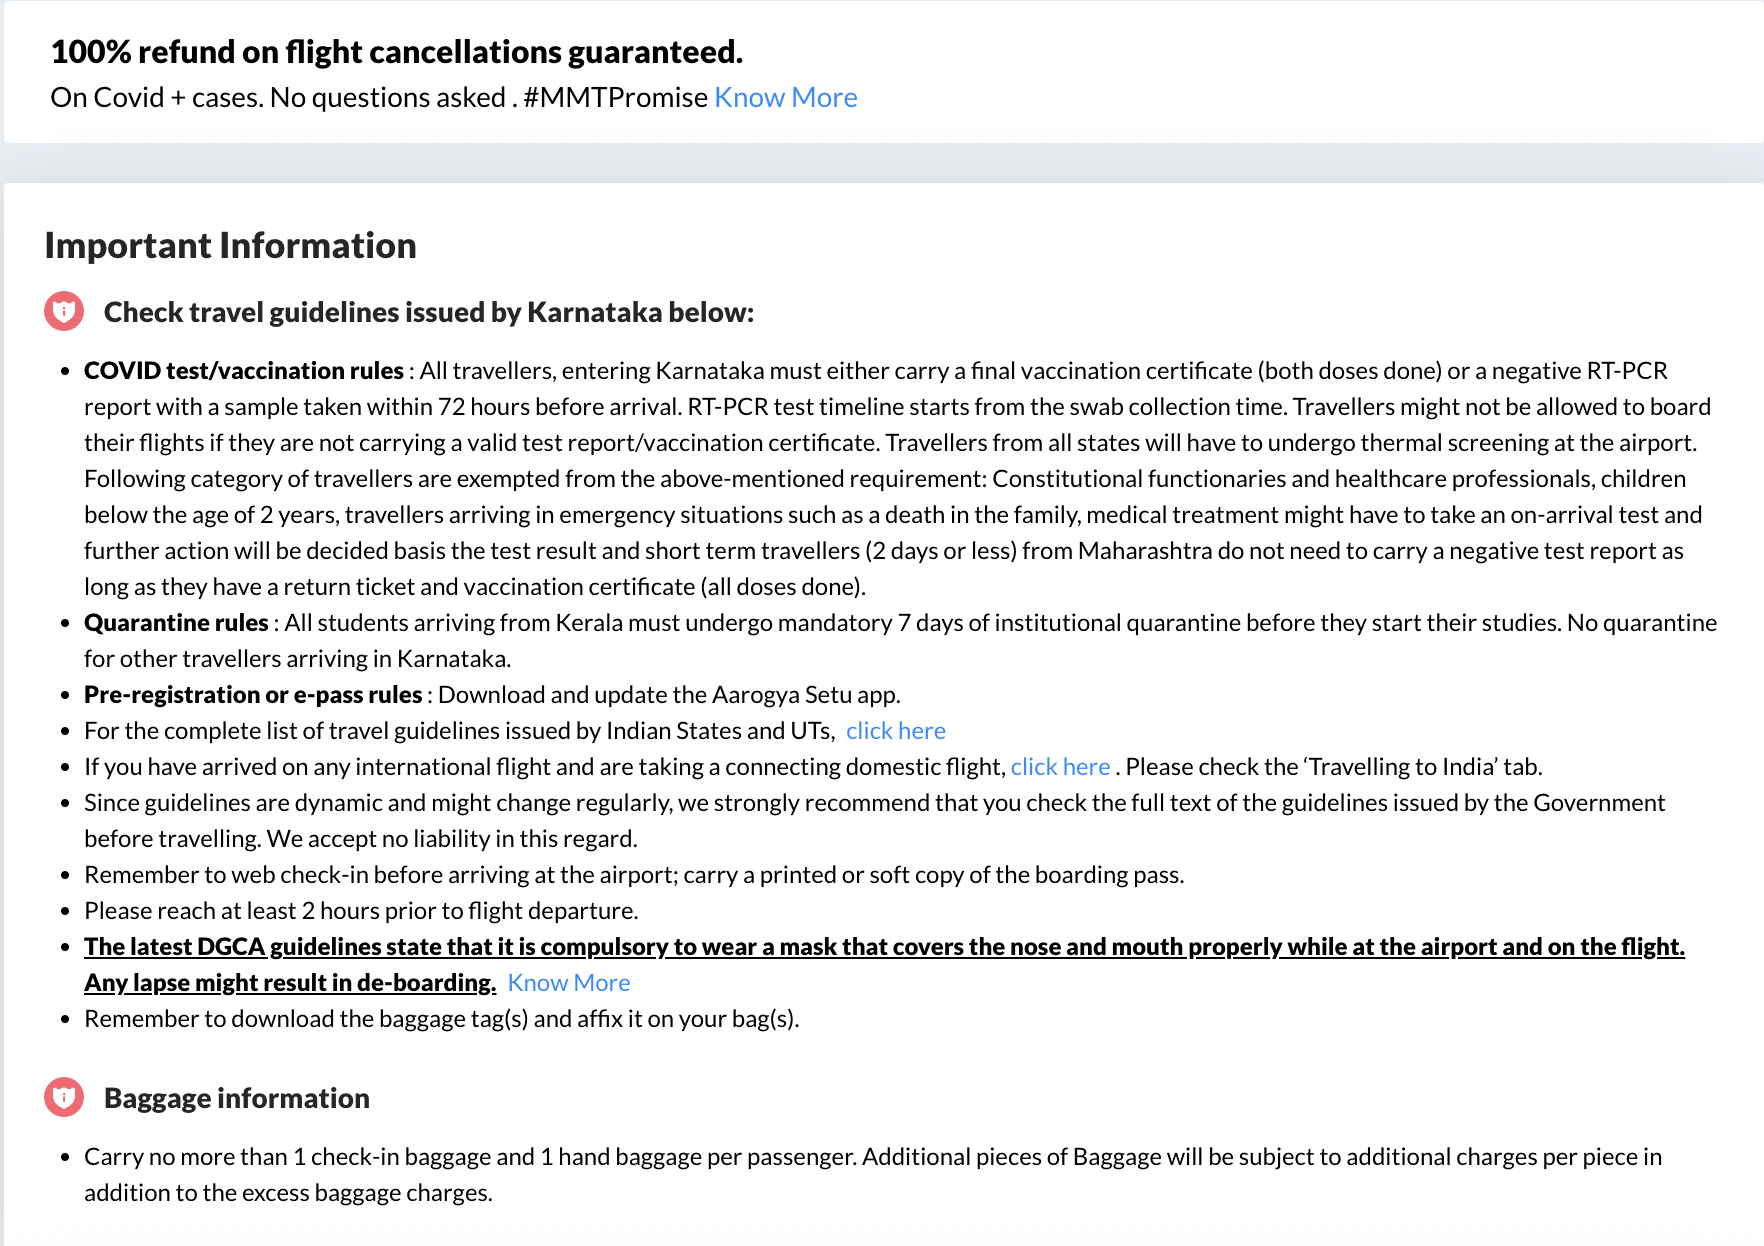 100% refund on flight cancellations guaranteed.
On Covid + cases. No questions asked . #MMTPromise Know More
Important Information
Check travel guidelines issued by Karnataka below:
• COVID test/vaccination rules : All travellers, entering Karnataka must either carry a final vaccination certificate (both doses done) or a negative RT-PCR
report with a sample taken within 72 hours before arrival. RT-PCR test timeline starts from the swab collection time. Travellers might not be allowed to board
their flights if they are not carrying a valid test report/vaccination certificate. Travellers from all states will have to undergo thermal screening at the airport.
Following category of travellers are exempted from the above-mentioned requirement: Constitutional functionaries and healthcare professionals, children
below the age of 2 years, travellers arriving in emergency situations such as a death in the family, medical treatment might have to take an on-arrival test and
further action will be decided basis the test result and short term travellers (2 days or less) from Maharashtra do not need to carry a negative test report as
long as they have a return ticket and vaccination certificate (all doses done).
• Quarantine rules : All students arriving from Kerala must undergo mandatory 7 days of institutional quarantine before they start their studies. No quarantine
for other travellers arriving in Karnataka.
• Pre-registration or e-pass rules : Download and update the Aarogya Setu app.
• For the complete list of travel guidelines issued by Indian States and UTs, click here
• If you have arrived on any international flight and are taking a connecting domestic flight, click here . Please check the ‘Travelling to India’ tab.
• Since guidelines are dynamic and might change regularly, we strongly recommend that you check the full text of the guidelines issued by the Government
before travelling. We accept no liability in this regard.
• Remember to web check-in before arriving at the airport; carry a printed or soft copy of the boarding pass.
• Please reach at least 2 hours prior to flight departure.
• The latest DGCA guidelines state that it is compulsory to wear a mask that covers the nose and mouth properly while at the airport and on the flight.
Any lapse might result in de-boarding. Know More
• Remember to download the baggage tag(s) and affix it on your bag(s).
Baggage information
• Carry no more than 1 check-in baggage and 1 hand baggage per passenger. Additional pieces of Baggage will be subject to additional charges per piece in
addition to the excess baggage charges.